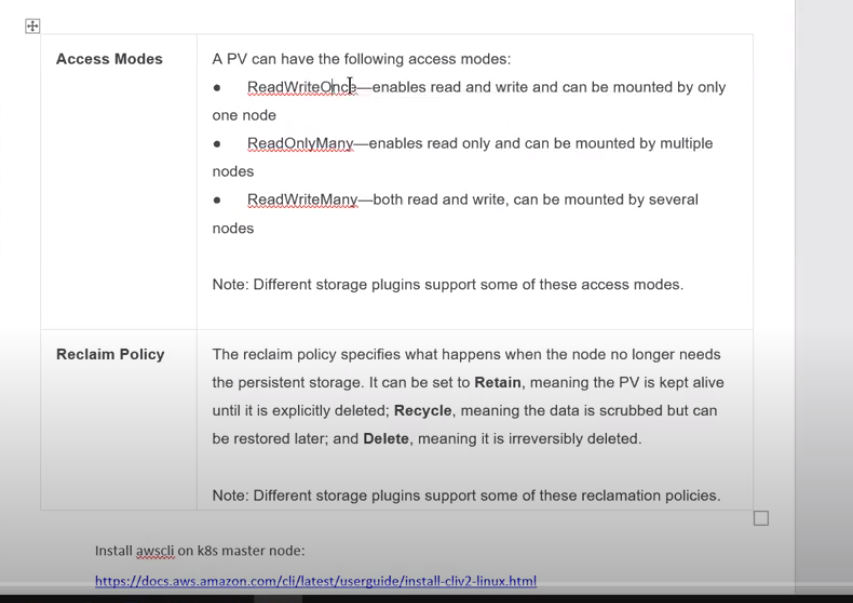 Access Modes
A PV can have the following access modes:
● ReadWriteOnce—enables read and write and can be mounted by only
one node
● ReadOnlyMany—enables read only and can be mounted by multiple
nodes
● ReadWriteMany—both read and write, can be mounted by several
nodes
Note: Different storage plugins support some of these access modes.
Reclaim Policy
The reclaim policy specifies what happens when the node no longer needs
the persistent storage. It can be set to Retain, meaning the PV is kept alive
until it is explicitly deleted; Recycle, meaning the data is scrubbed but can
be restored later; and Delete, meaning it is irreversibly deleted.
Note: Different storage plugins support some of these reclamation policies.
Install awscli on k8s master node:
https://docs.aws.amazon.com/cli/latest/userguide/install-cliv2-linux.html